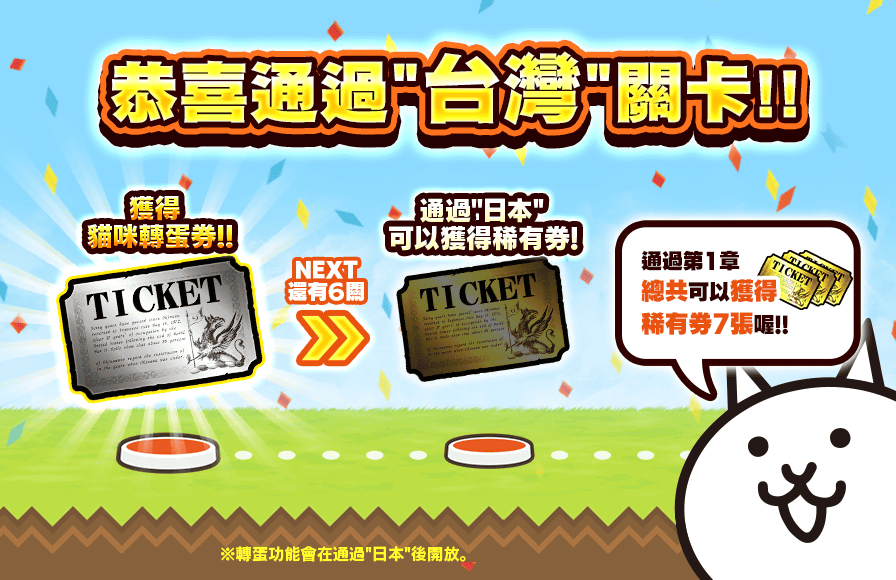 恭喜通過"台灣"關卡!!
獲得
貓咪轉蛋券!!
TICKET
NEXT
還有6關
通過"日本"
可以獲得稀有券!
TICKET
通過第1章
總共可以獲得
稀有券7張喔!!
TICKET
※轉蛋功能會在通過"日本"後開放。